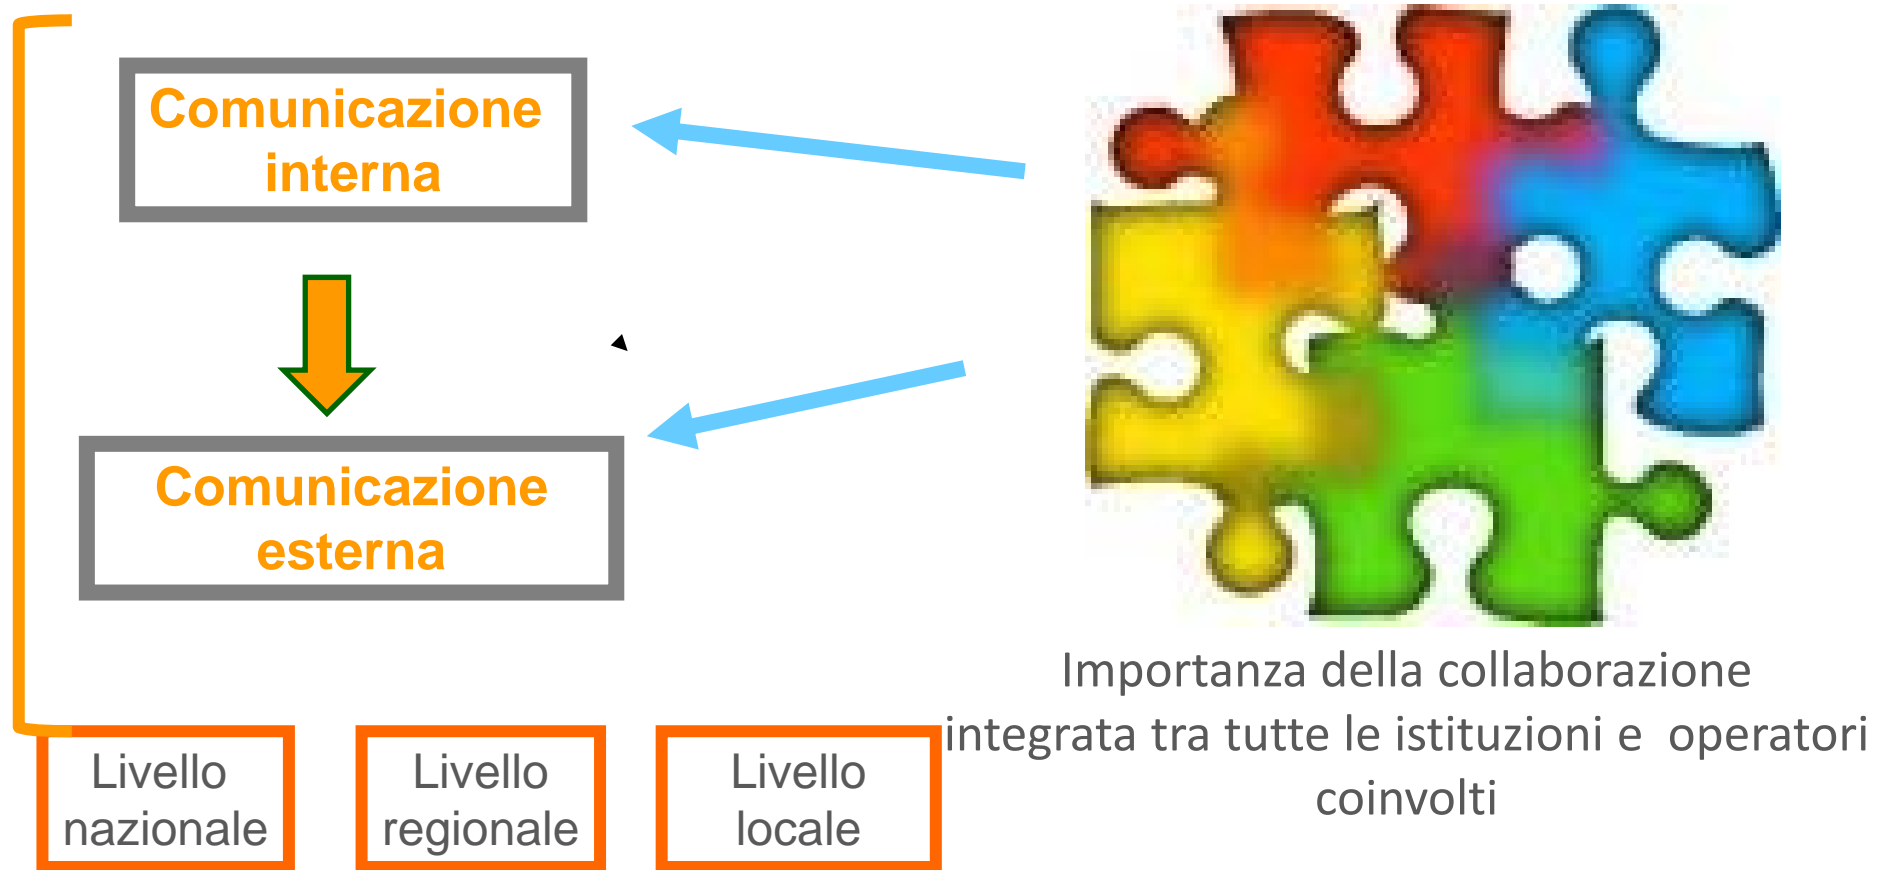 Comunicazione
interna
Comunicazione
esterna
Importanza della collaborazione
integrata tra tutte le istituzioni e  operatori
coinvolti
Livello
nazionale
Livello
regionale
Livello
locale